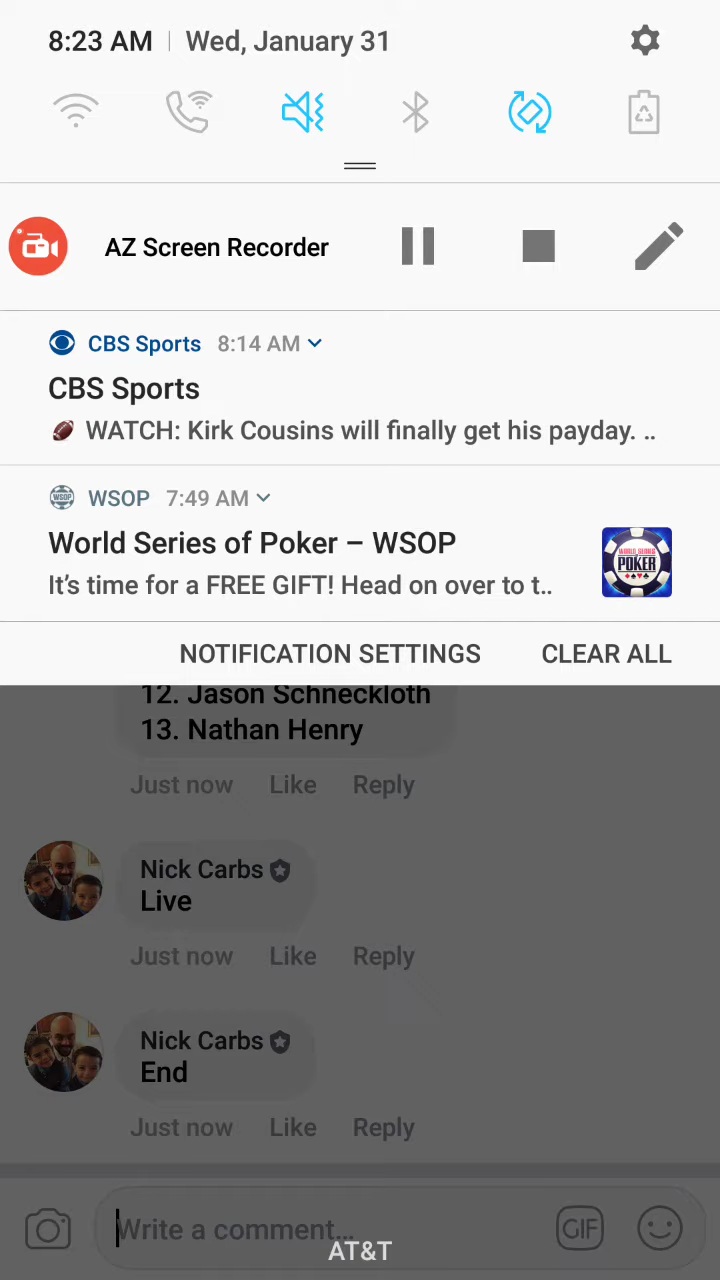 8:23 AM | Wed, January 31
AZ Screen Recorder
CBS Sports 8:14 AM
CBS Sports
WATCH: Kirk Cousins will finally get his payday. ..
WSOP WSOP 7:49 AM
World Series of Poker – WSOP
It’s time for a FREE GIFT! Head on over to t..
WORLD SERIES
POKER
NOTIFICATION SETTINGS CLEAR ALL
12. Jason Schneckloth
13. Nathan Henry
Just now Like Reply
Nick Carbs
Live
Just now Like Reply
Nick Carbs
End
Just now Like Reply
Write a comment... GIF
AT&T